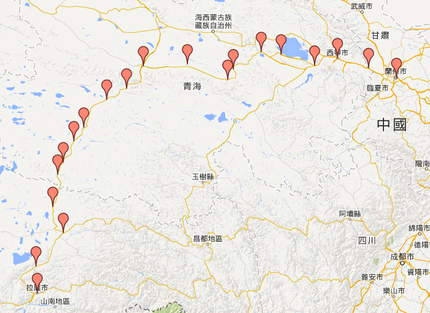 武威市
海西蒙古族
藏族自治州
甘肅
西寧市
蘭州市
臨夏市
青海
中國
隴南
玉樹縣
阿壩縣
昌都地區
四川
綿陽市
德陽
成都市
資陽市
雅安市
樂山市
拉薩市
山南地區